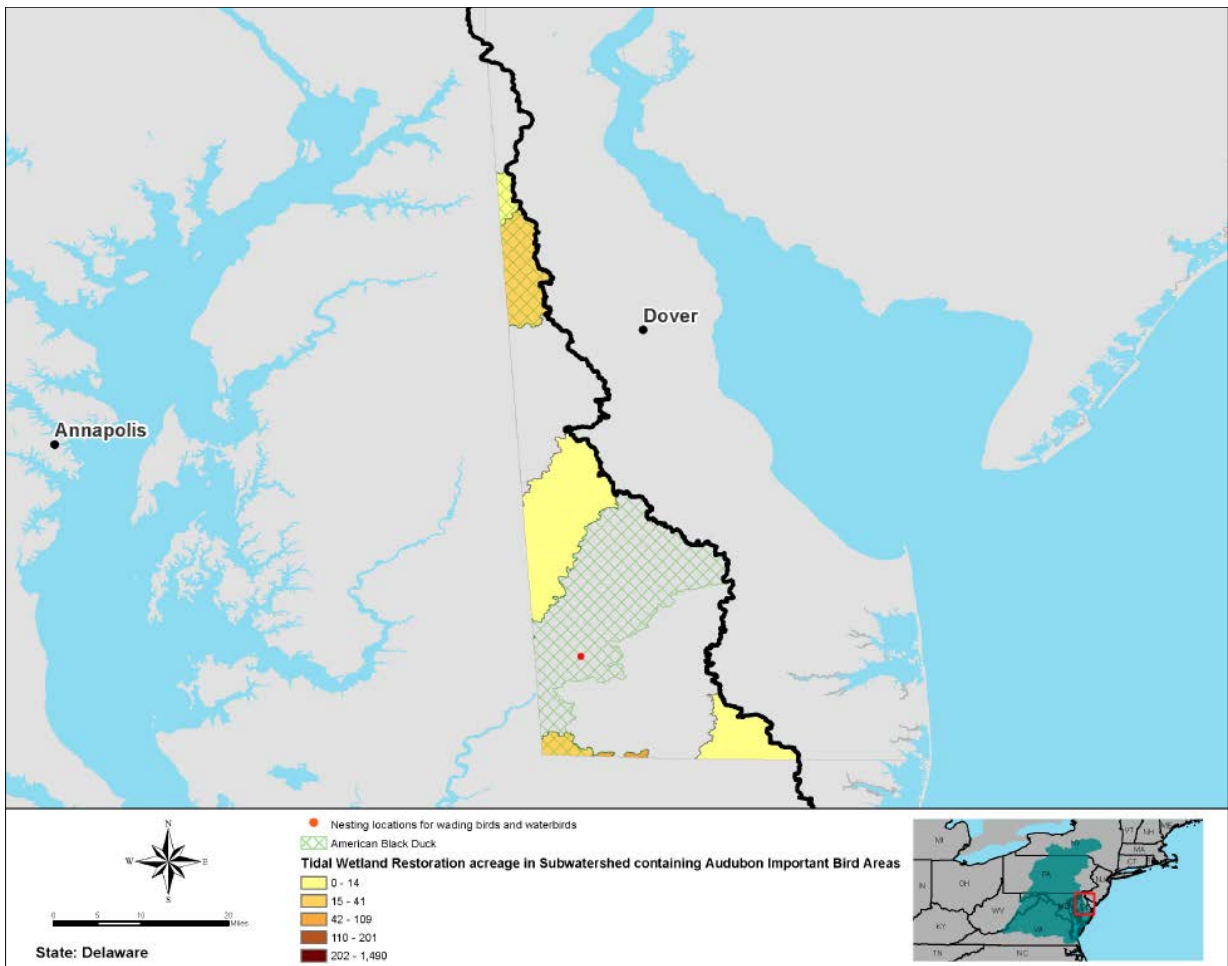 Dover
Annapolis
N
W E
S
0 5 10 20
Miles
State: Delaware
Nesting locations for wading birds and waterbirds
American Black Duck
Tidal Wetland Restoration acreage in Subwatershed containing Audubon Important Bird Areas
0 - 14
15 - 41
42 - 109
110 - 201
202 - 1,490
MI
VT
NH
ME
MA
CT
PA
NJ
IN
OH
WV
KY
VA
TN
NC